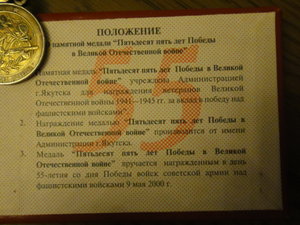 ПОЛОЖЕНИЕ
памятной медали "Пятьдесят пять лет Победы
в Великой Отечественной войне"
55
Памятная медаль "Пятьдесят пять лет Победы в Великой
Отечественной войне" учреждена Администрацией
г.Якутска для награждения ветеранов Великой
Отечественной войны 1941–1945 гг. за вклад в победу над
фашистскими войсками".
2. Награждение медалью "Пятьдесят пять лет Победы в
Великой Отечественной войне" производится от имени
Администрации г.Якутска.
3. Медаль "Пятьдесят пять лет Победы в Великой
Отечественной войне" вручается награжденным в день
55-летия со дня Победы войск советской армии над
фашистскими войсками 9 мая 2000 г.